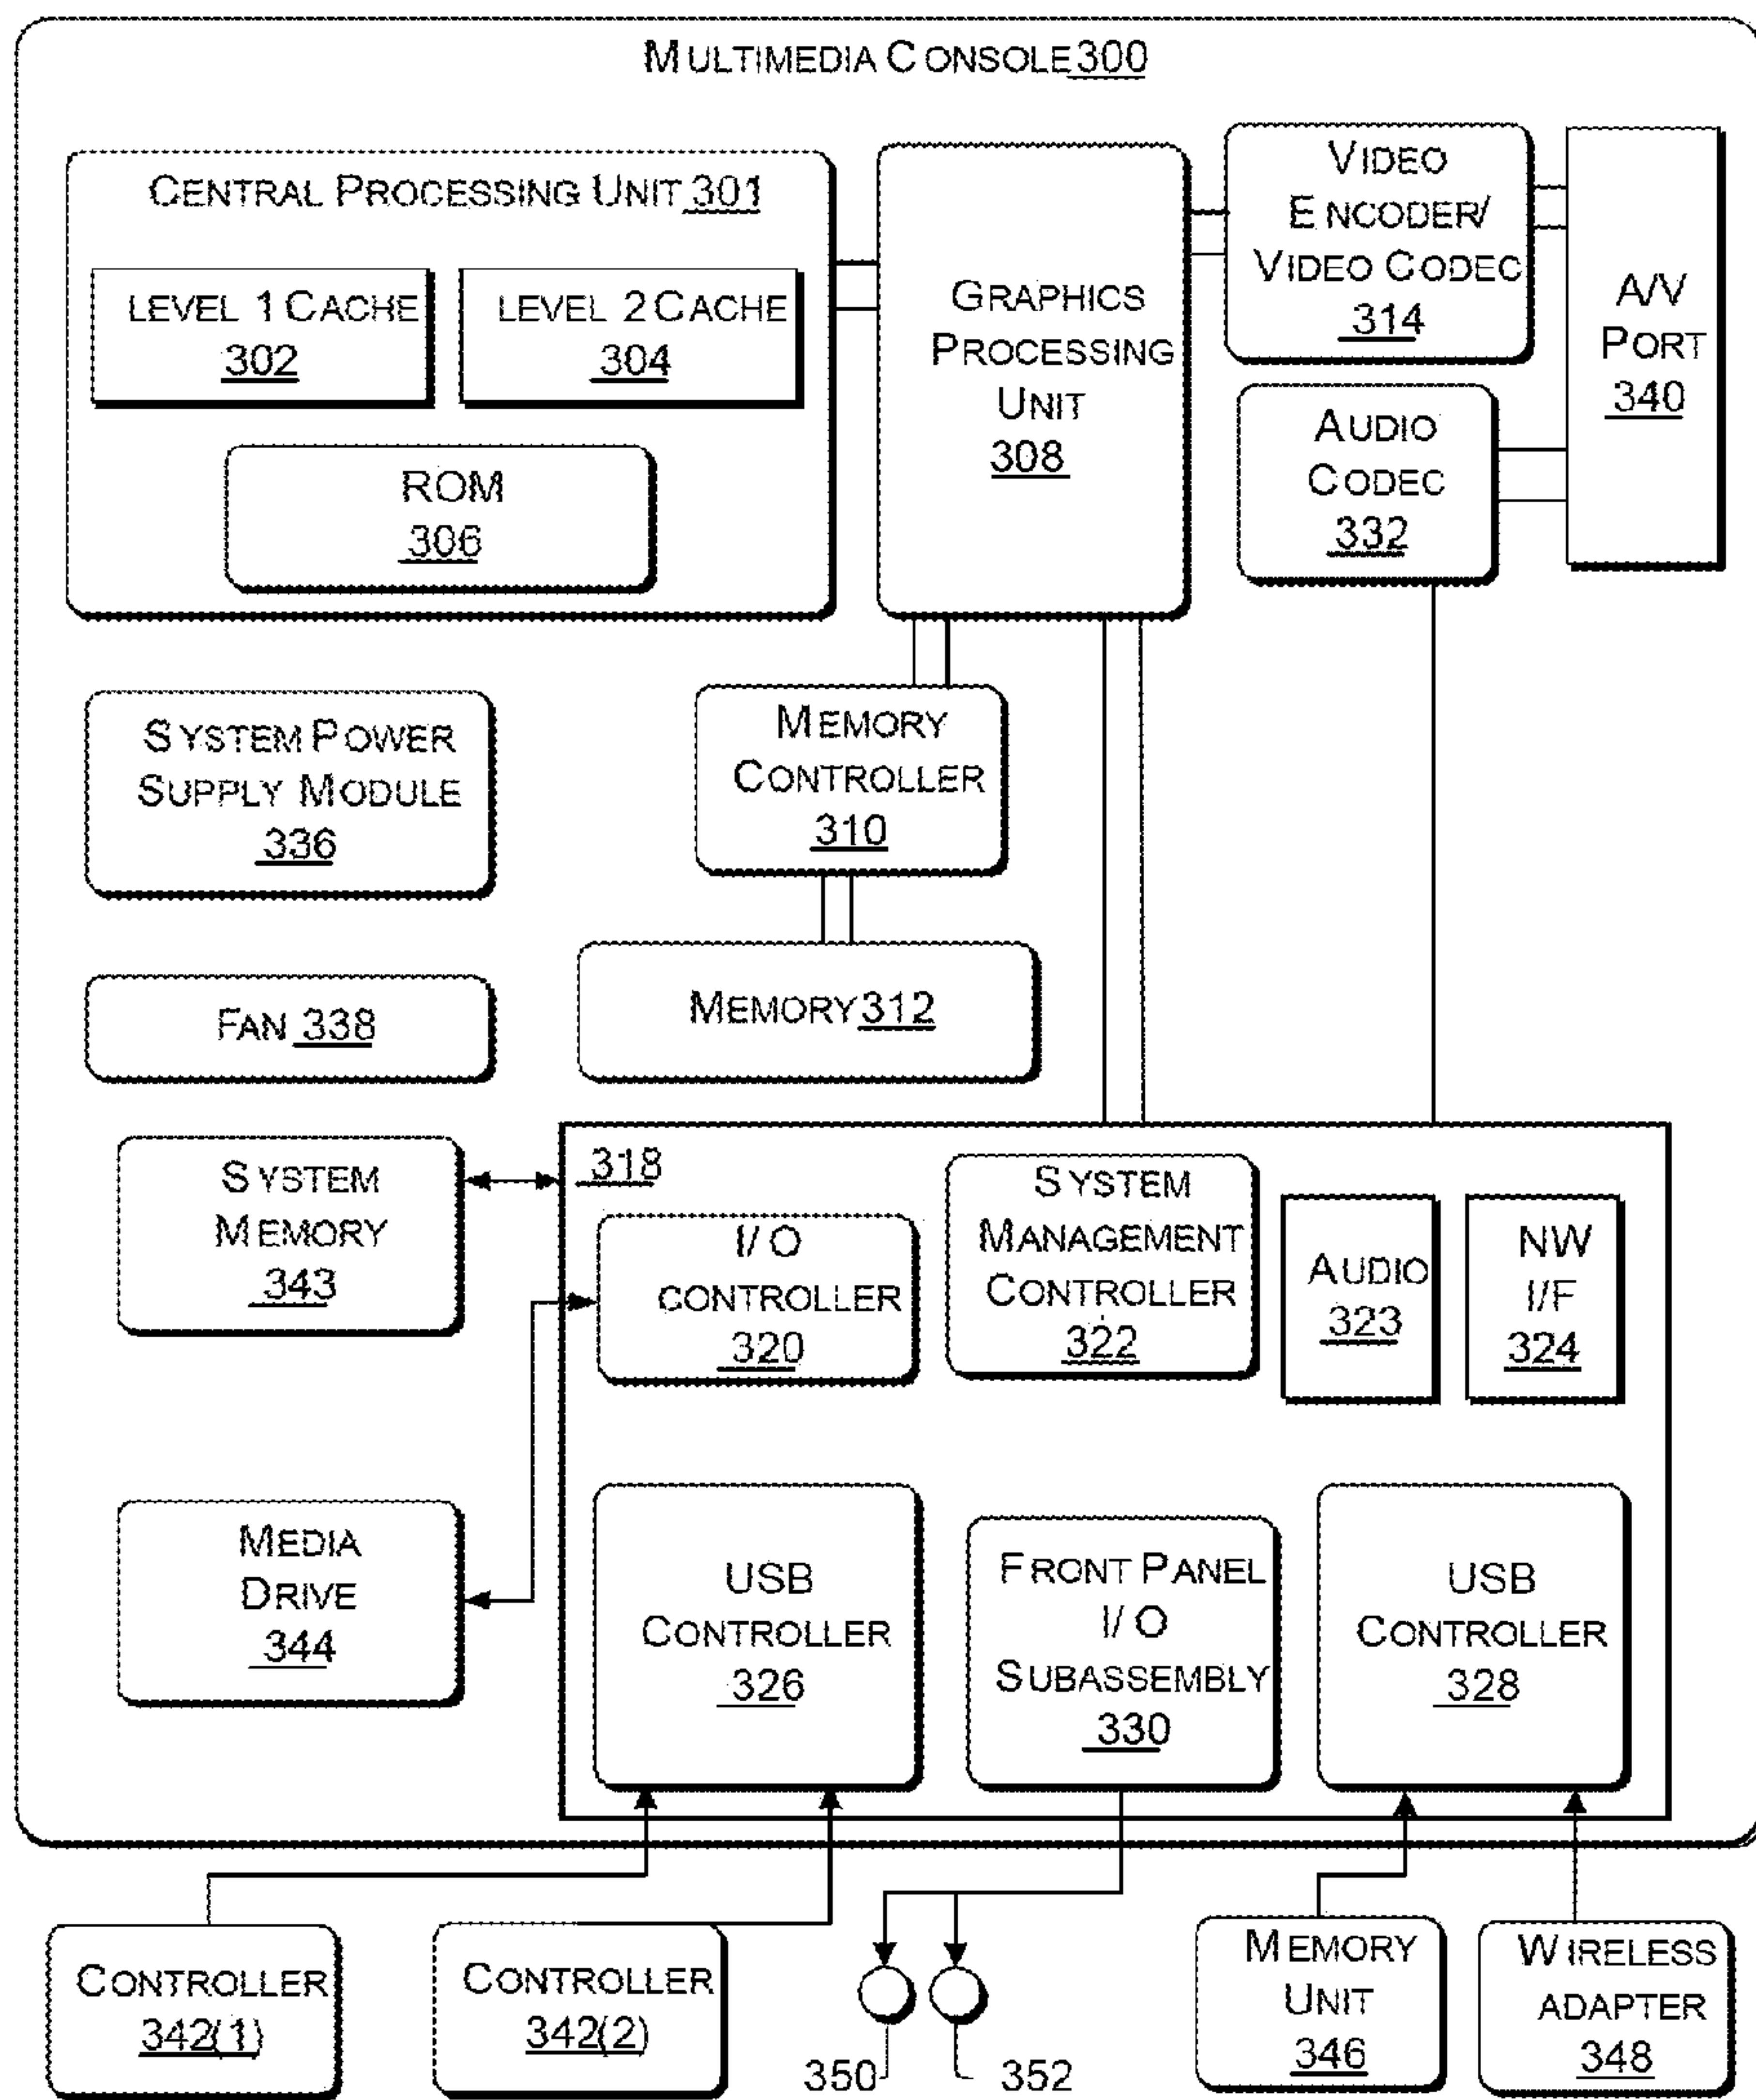 MULTIMEDIA CONSOLE 300
CENTRAL PROCESSING UNIT 301
LEVEL 1 CACHE
302
LEVEL 2 CACHE
304
ROM
306
GRAPHICS
PROCESSING
UNIT
308
VIDEO
ENCODER/
VIDEO CODEC
314
A/V
PORT
340
AUDIO
CODEC
332
SYSTEM POWER
SUPPLY MODULE
336
MEMORY
CONTROLLER
310
FAN 338
MEMORY 312
SYSTEM
MEMORY
343
318
I/O
CONTROLLER
320
SYSTEM
MANAGEMENT
CONTROLLER
322
AUDIO
323
NW
I/F
324
MEDIA
DRIVE
344
USB
CONTROLLER
326
FRONT PANEL
I/O
SUBASSEMBLY
330
USB
CONTROLLER
328
CONTROLLER
342(1)
CONTROLLER
342(2)
350
352
MEMORY
UNIT
346
WIRELESS
ADAPTER
348